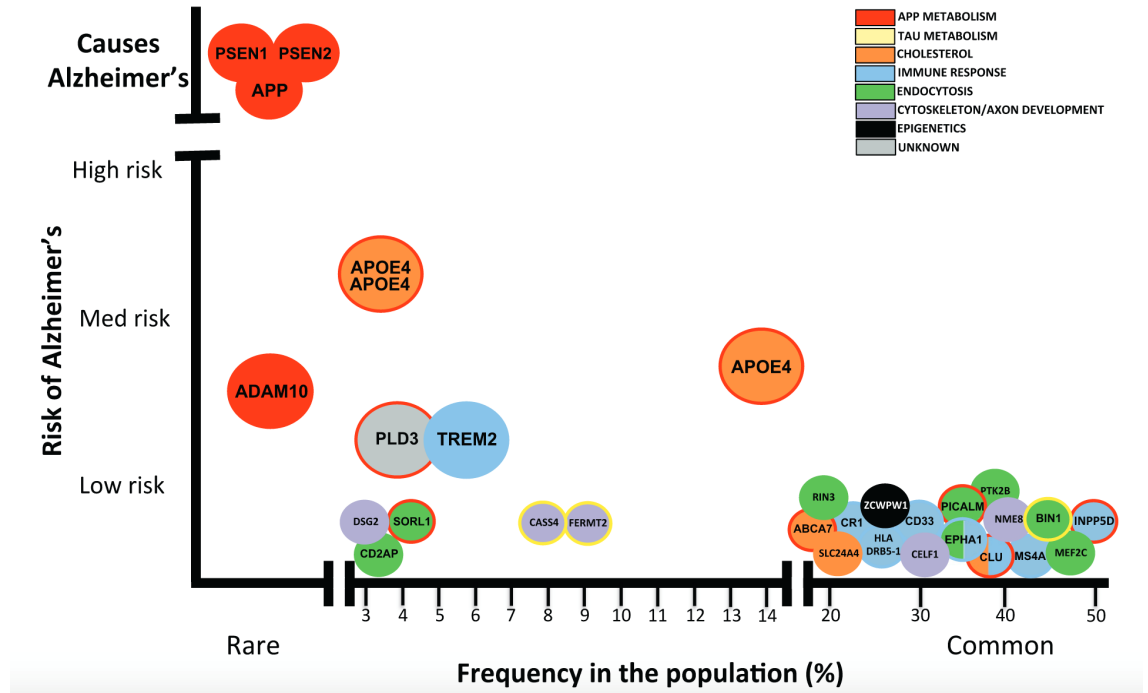 Causes
Alzheimer's
High risk
Med risk
Low risk
Risk of Alzheimer's
PSEN1
PSEN2
APP
APP METABOLISM
TAU METABOLISM
CHOLESTEROL
IMMUNE RESPONSE
ENDOCYTOSIS
CYTOSKELETON/AXON DEVELOPMENT
EPIGENETICS
UNKNOWN
APOE4
APOE4
APOE4
ADAM10
PLD3
TREM2
DSG2
SORL1
CD2AP
CASS4
FERMT2
RIN3
ABCA7
SLC24A4
CR1
ZCWPW1
HLA
DRB5-1
CD33
CELF1
PICALM
EPHA1
PTK2B
CLU
NME8
MS4A
BIN1
MEF2C
INPP5D
3 4 5 6 7 8 9 10 11 12 13 14 20 30 40 50
Rare
Common
Frequency in the population (%)